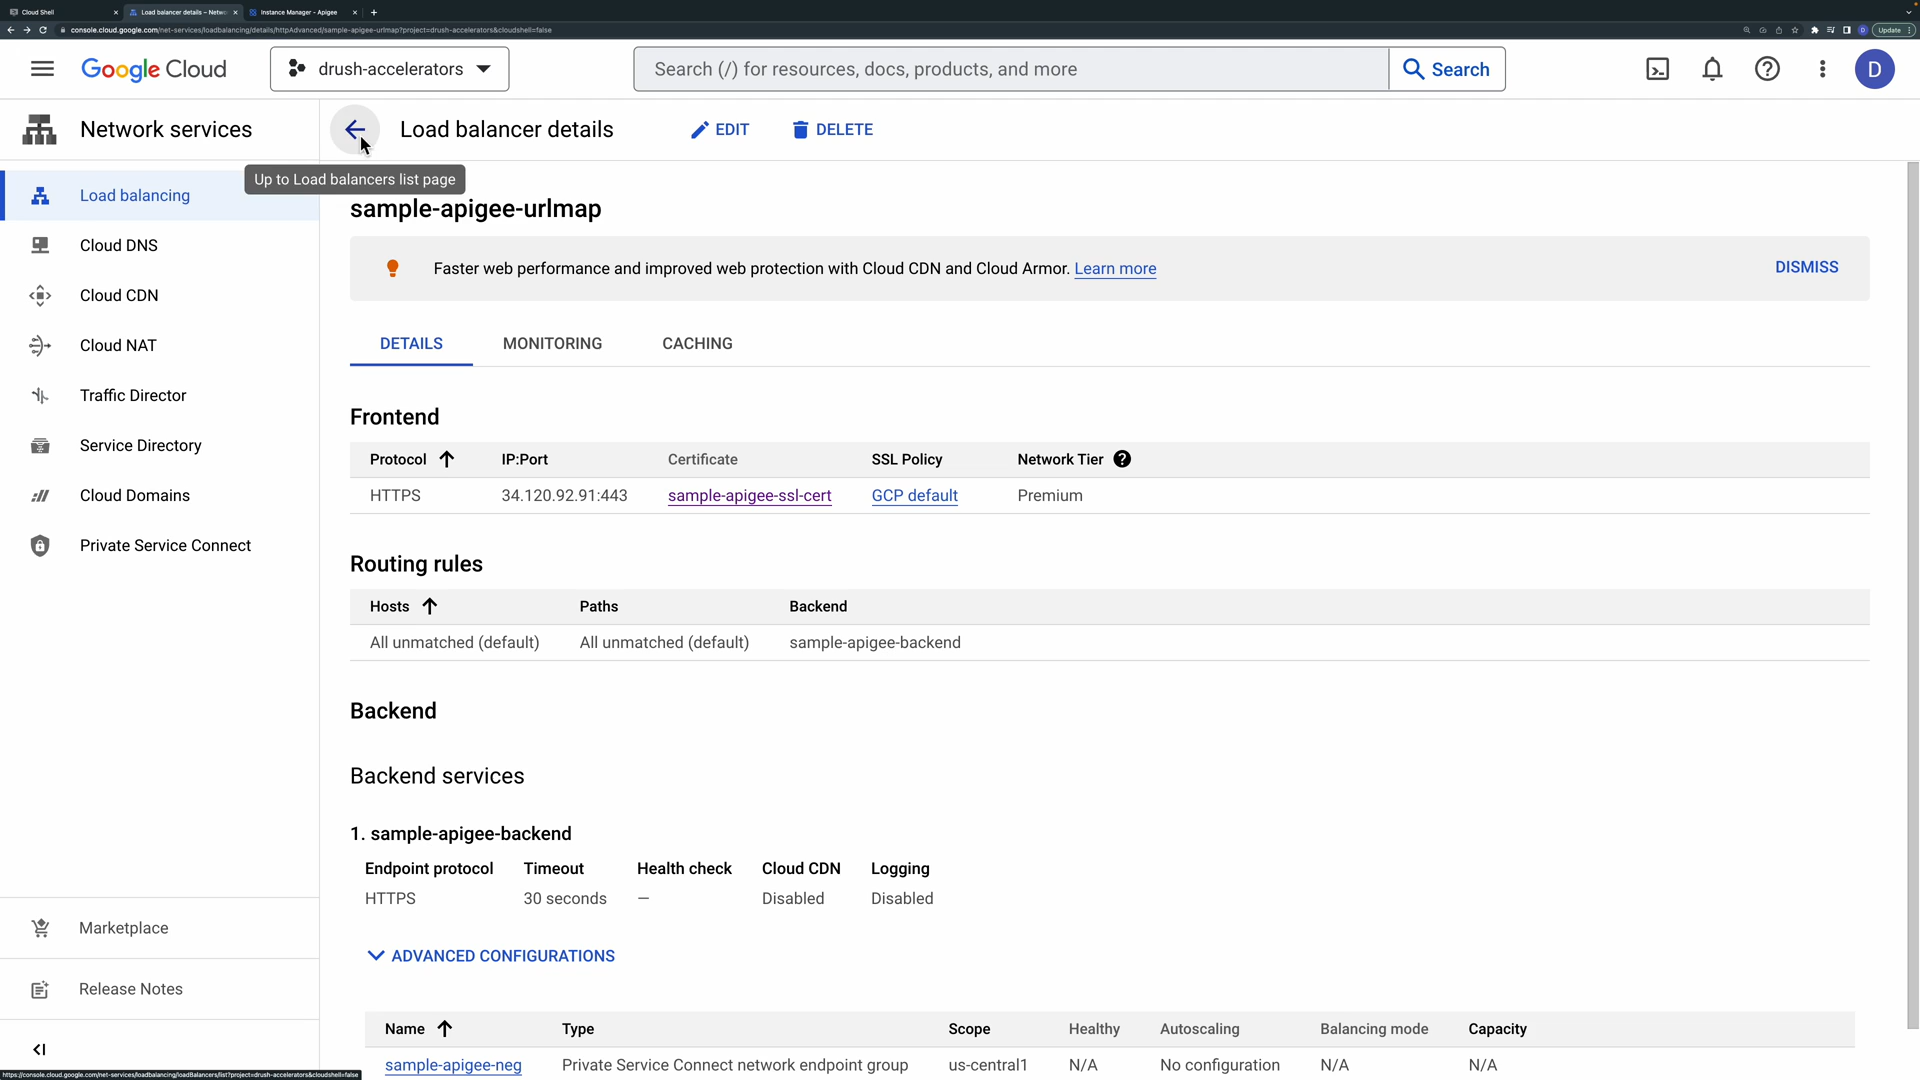 Cloud Shell
Load balancer details – Netwo
Instance Manager - Apigee
console.cloud.google.com/net-services/loadbalancing/details/httpAdvanced/sample-apigee-urlmap?project=drush-accelerators&cloudshell=false
Update
Google Cloud
drush-accelerators
Search (/) for resources, docs, products, and more
Search
D
Network services
Load balancer details
EDIT
DELETE
Up to Load balancers list page
Load balancing
Cloud DNS
Cloud CDN
Cloud NAT
Traffic Director
Service Directory
Cloud Domains
Private Service Connect
Marketplace
Release Notes
sample-apigee-urlmap
Faster web performance and improved web protection with Cloud CDN and Cloud Armor. Learn more
DISMISS
DETAILS MONITORING CACHING
Frontend
Protocol IP:Port Certificate SSL Policy Network Tier
HTTPS 34.120.92.91:443 sample-apigee-ssl-cert GCP default Premium
Routing rules
Hosts Paths Backend
All unmatched (default) All unmatched (default) sample-apigee-backend
Backend
Backend services
1. sample-apigee-backend
Endpoint protocol Timeout Health check Cloud CDN Logging
HTTPS 30 seconds — Disabled Disabled
ADVANCED CONFIGURATIONS
Name Type Scope Healthy Autoscaling Balancing mode Capacity
sample-apigee-neg Private Service Connect network endpoint group us-central1 N/A No configuration N/A N/A
https://console.cloud.google.com/net-services/loadbalancing/loadBalancers/list?project=drush-accelerators&cloudshell=false